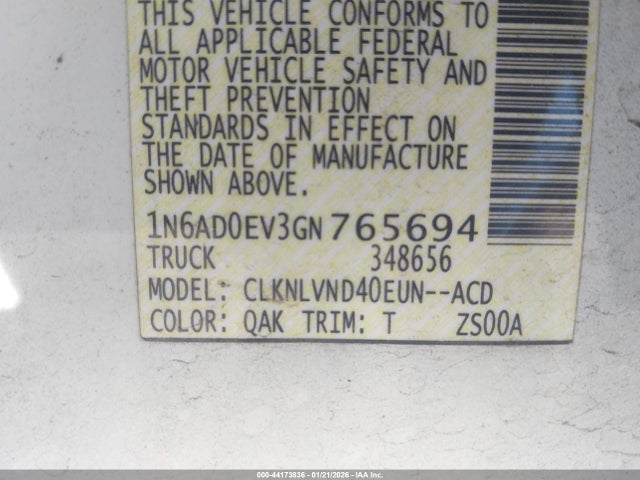 THIS VEHICLE CONFORMS TO
ALL APPLICABLE FEDERAL
MOTOR VEHICLE SAFETY AND
THEFT PREVENTION
STANDARDS IN EFFECT ON
THE DATE OF MANUFACTURE
SHOWN ABOVE.
1N6AD0EV3GN765694
TRUCK 348656
MODEL: CLKNLVND40EUN--ACD
COLOR: QAK TRIM: T ZS00A
000-44173836 - 01/21/2026 - IAAI.com